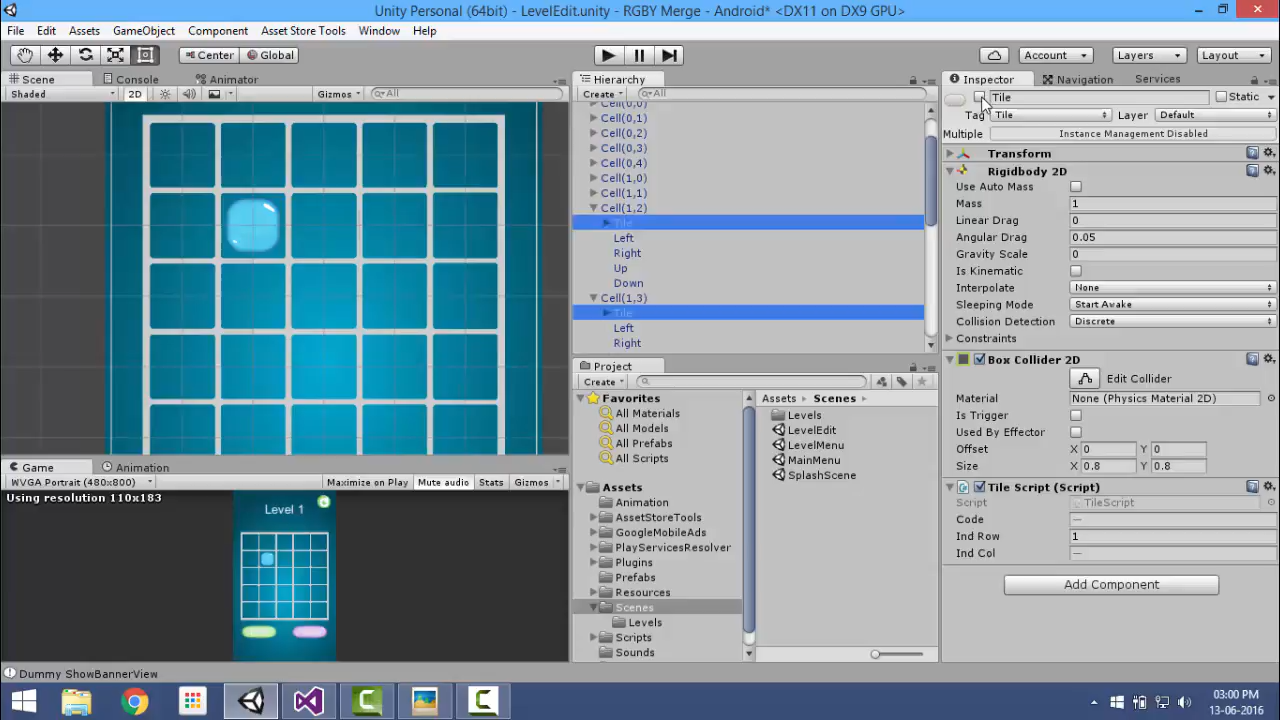 Unity Personal (64bit) - LevelEdit.unity - RGBY Merge - Android* <DX11 on DX9 GPU>
File Edit Assets GameObject Component Asset Store Tools Window Help
Center Global Account Layers Layout
Scene Console Animator
Shaded 2D Gizmos All
Hierarchy
Create All
Cell(0,0)
Cell(0,1)
Cell(0,2)
Cell(0,3)
Cell(0,4)
Cell(1,0)
Cell(1,1)
Cell(1,2)
Tile
Left
Right
Up
Down
Cell(1,3)
Tile
Left
Right
Inspector Navigation Services
Tile Static
Tag Tile Layer Default
Multiple Instance Management Disabled
Transform
Rigidbody 2D
Use Auto Mass
Mass 1
Linear Drag 0
Angular Drag 0.05
Gravity Scale 0
Is Kinematic
Interpolate None
Sleeping Mode Start Awake
Collision Detection Discrete
Constraints
Box Collider 2D
Edit Collider
Material None (Physics Material 2D)
Is Trigger
Used By Effector
Offset X 0 Y 0
Size X 0.8 Y 0.8
Tile Script (Script)
Script TileScript
Code —
Ind Row 1
Ind Col —
Add Component
Project
Create
Favorites
All Materials
All Models
All Prefabs
All Scripts
Assets
Animation
AssetStoreTools
GoogleMobileAds
PlayServicesResolver
Plugins
Prefabs
Resources
Scenes
Levels
Scripts
Sounds
Assets Scenes
Levels
LevelEdit
LevelMenu
MainMenu
SplashScene
Game Animation
WVGA Portrait (480x800) Maximize on Play Mute audio Stats Gizmos
Using resolution 110x183
Level 1
Dummy ShowBannerView
03:00 PM
13-06-2016